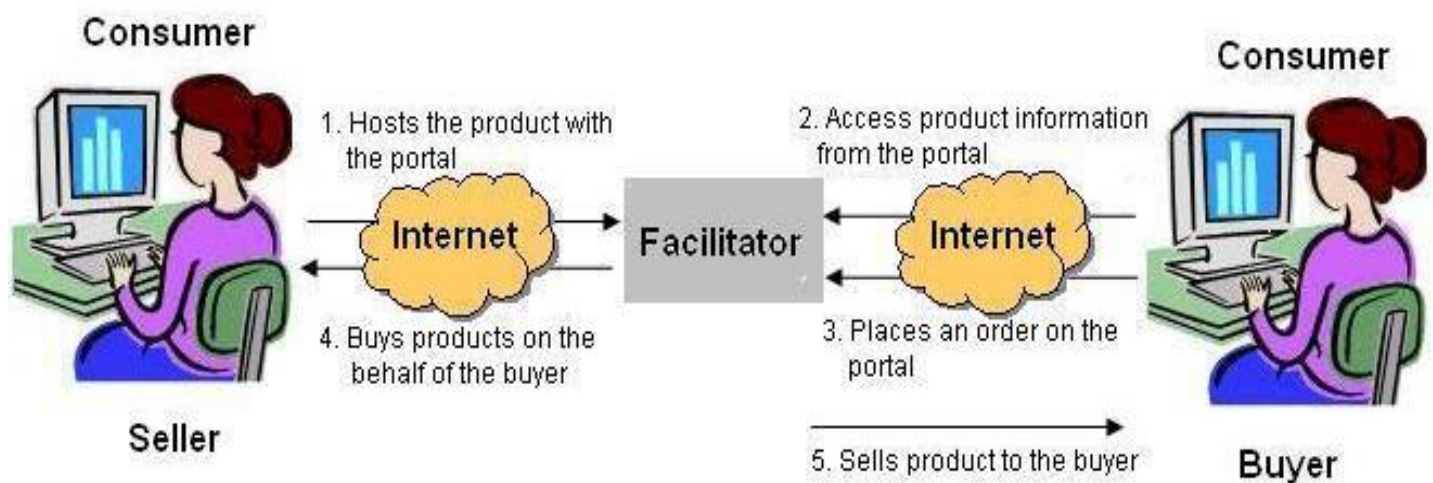 Consumer
Consumer
1. Hosts the product with
the portal
2. Access product information
from the portal
Internet
Facilitator
Internet
4. Buys products on the
behalf of the buyer
3. Places an order on the
portal
Seller
5. Sells product to the buyer
Buyer